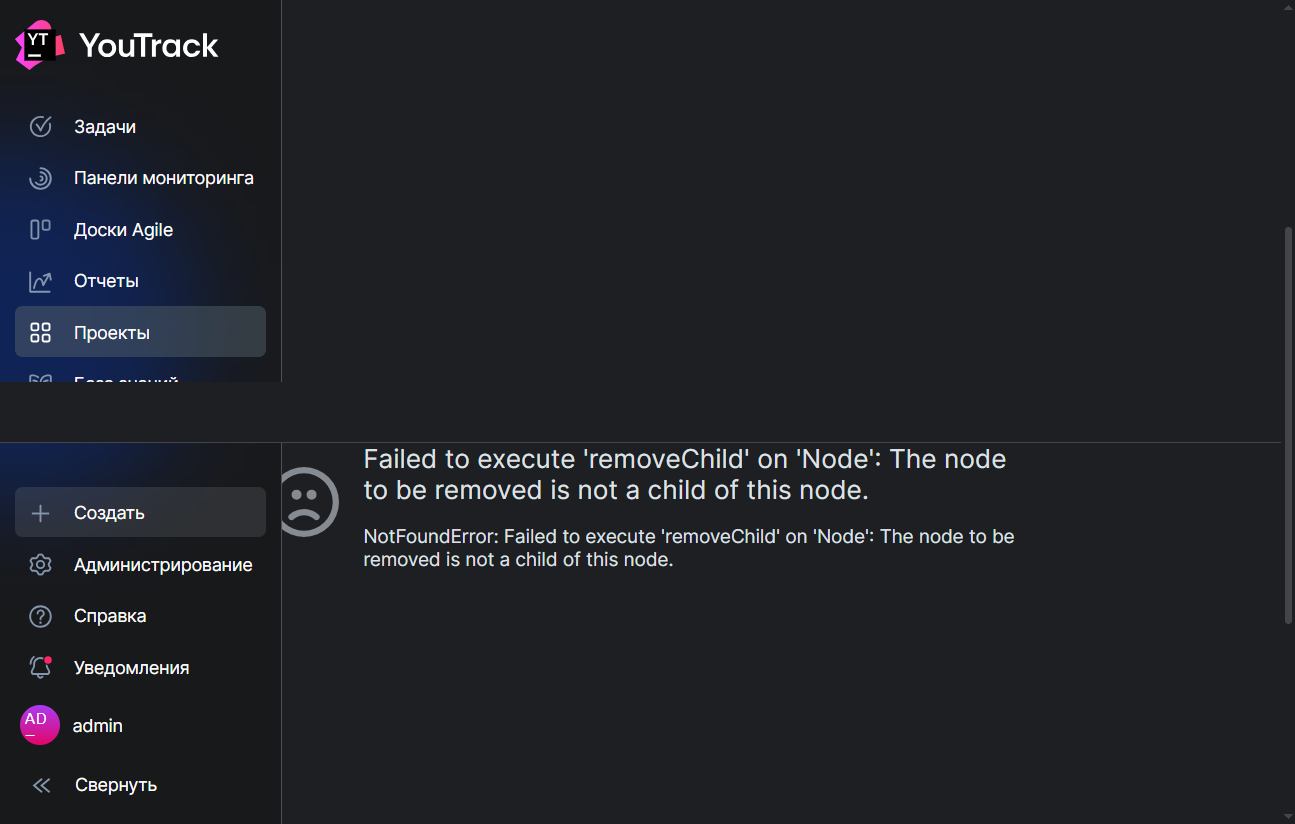 YT
YouTrack
Задачи
Панели мониторинга
Доски Agile
Отчеты
Проекты
База знаний
Failed to execute 'removeChild' on 'Node': The node
to be removed is not a child of this node.
NotFoundError: Failed to execute 'removeChild' on 'Node': The node to be
removed is not a child of this node.
Создать
Администрирование
Справка
Уведомления
AD
admin
Свернуть